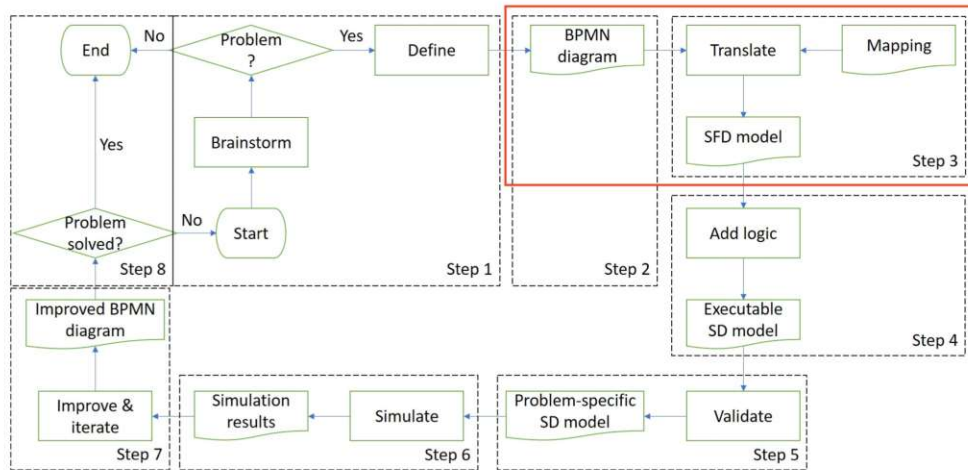 End
No
Problem
?
Yes
Define
BPMN
diagram
Translate
Mapping
Brainstorm
SFD model
Step 3
Yes
Problem
solved?
No
Start
Add logic
Step 8
Step 1
Step 2
Improved BPMN
diagram
Executable
SD model
Step 4
Improve &
iterate
Simulation
results
Simulate
Problem-specific
SD model
Validate
Step 7
Step 6
Step 5